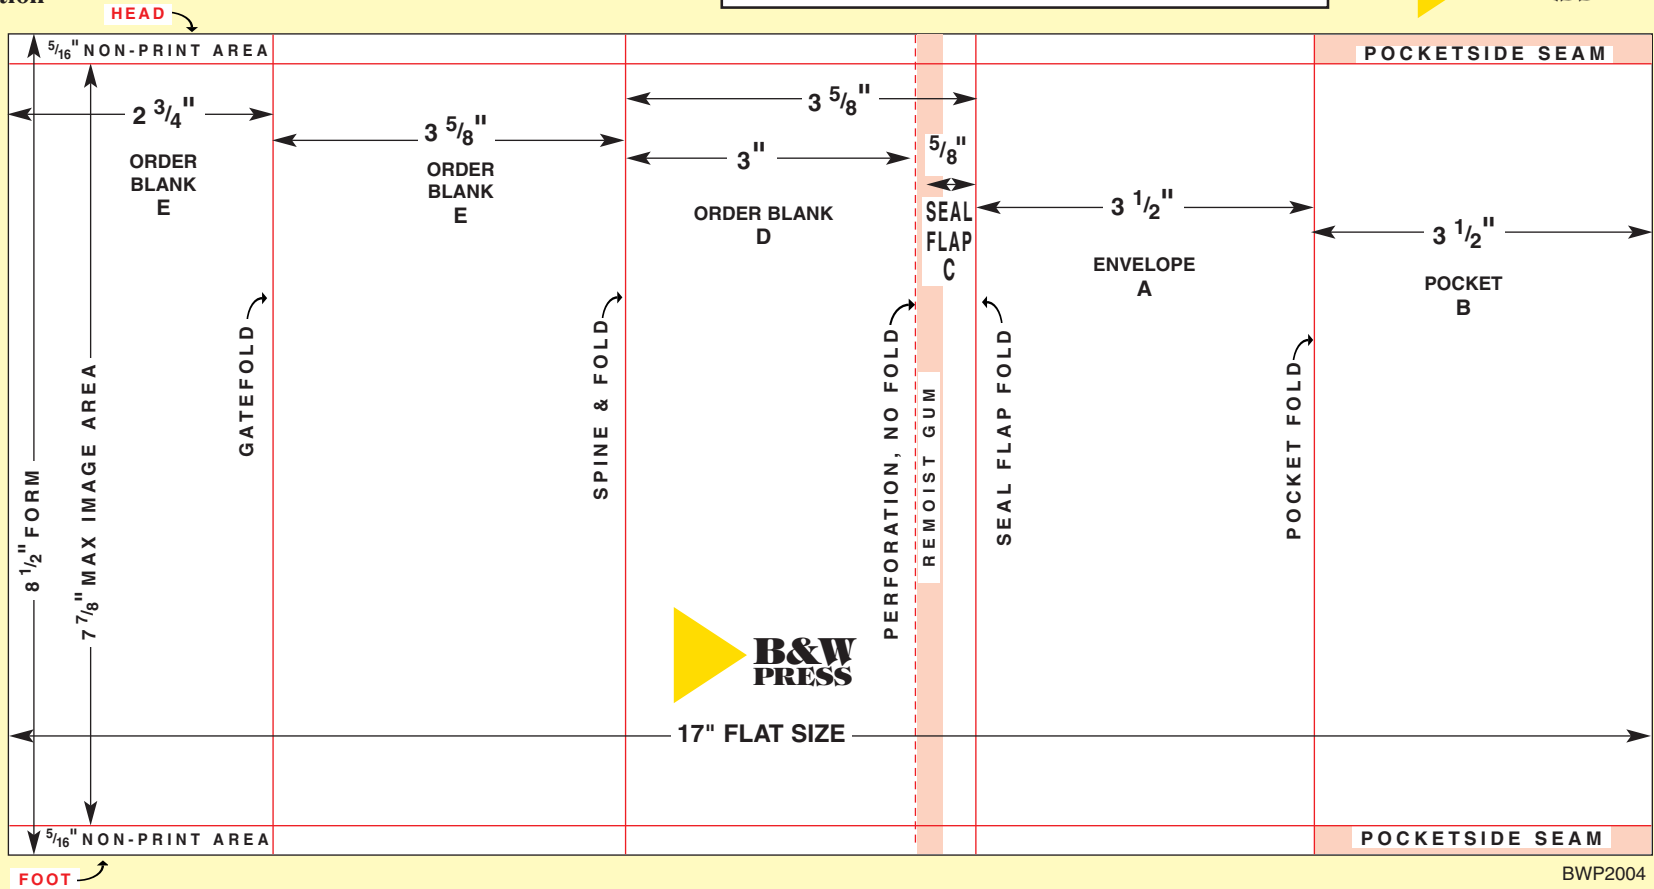 HEAD
5/16" NON-PRINT AREA
POCKETSIDE SEAM
2 3/4"
ORDER
BLANK
E
3 5/8"
ORDER
BLANK
E
3 5/8"
3"
ORDER BLANK
D
5/8"
SEAL
FLAP
C
3 1/2"
ENVELOPE
A
3 1/2"
POCKET
B
8 1/2" FORM
7 7/8" MAX IMAGE AREA
GATEFOLD
SPINE & FOLD
PERFORATION, NO FOLD
REMOIST GUM
SEAL FLAP FOLD
POCKET FOLD
B&W
PRESS
17" FLAT SIZE
5/16" NON-PRINT AREA
POCKETSIDE SEAM
FOOT
BWP2004